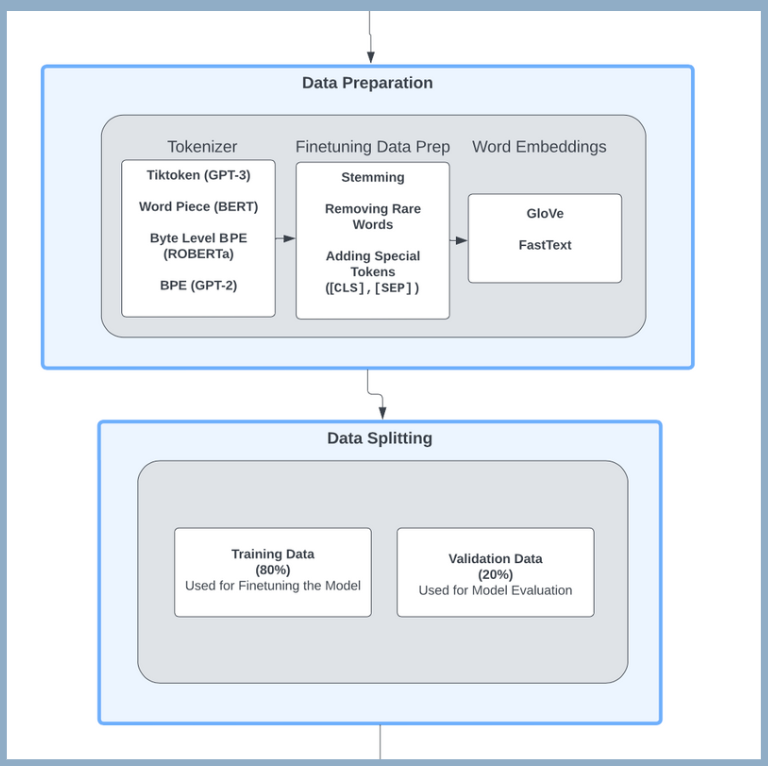 Data Preparation
Tokenizer
Finetuning Data Prep
Word Embeddings
Tiktoken (GPT-3)
Word Piece (BERT)
Byte Level BPE
(ROBERTa)
BPE (GPT-2)
Stemming
Removing Rare
Words
Adding Special
Tokens
([CLS],[SEP])
GloVe
FastText
Data Splitting
Training Data
(80%)
Used for Finetuning the Model
Validation Data
(20%)
Used for Model Evaluation